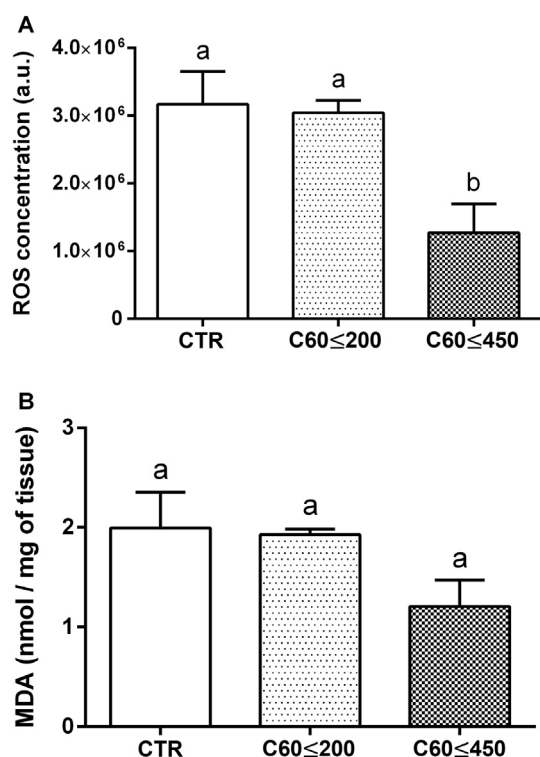 A
ROS concentration (a.u.)
4.0×10⁶
3.0×10⁶
2.0×10⁶
1.0×10⁶
0
a
a
b
CTR
C60≤200
C60≤450
B
MDA (nmol / mg of tissue)
3
2
1
0
a
a
a
CTR
C60≤200
C60≤450